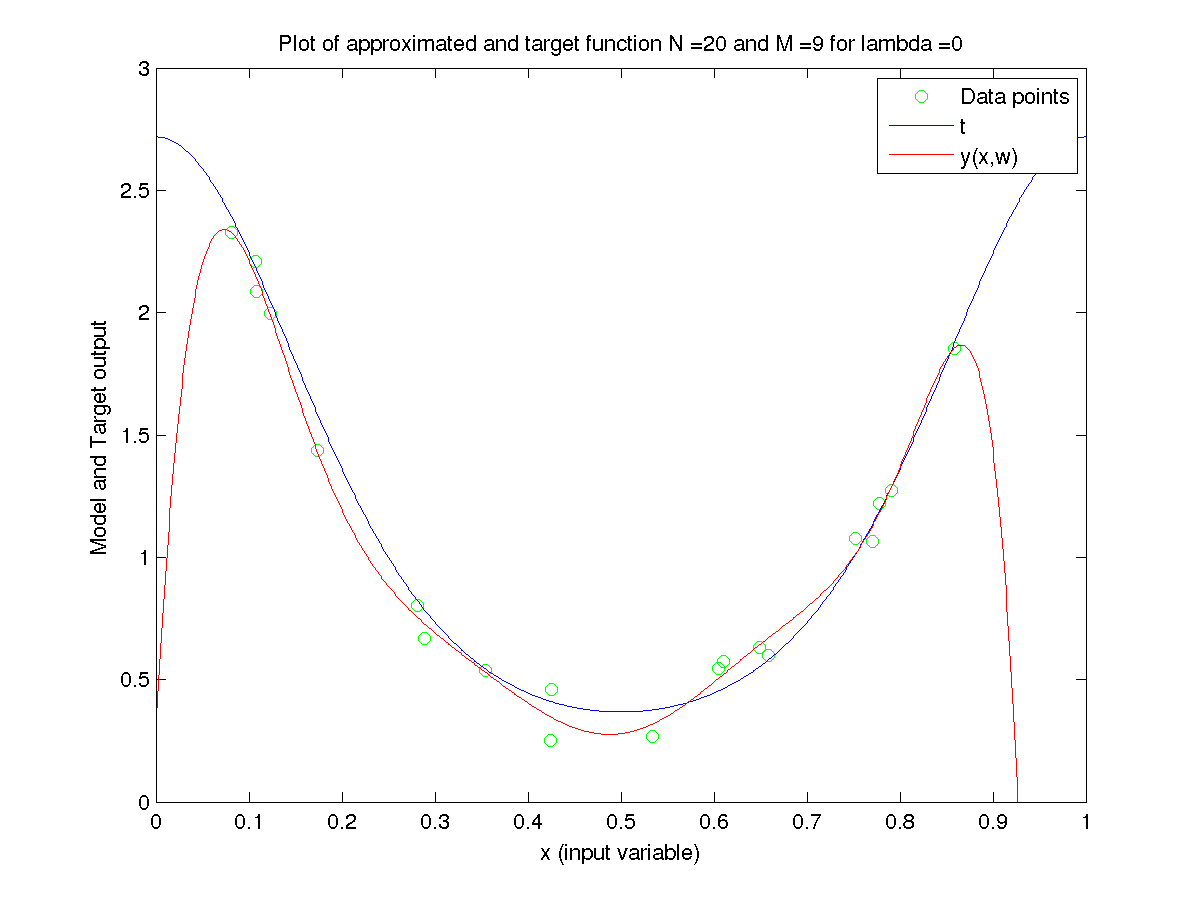 Plot of approximated and target function N =20 and M =9 for lambda =0
Data points
t
y(x,w)
3
2.5
2
1.5
1
0.5
0
Model and Target output
0 0.1 0.2 0.3 0.4 0.5 0.6 0.7 0.8 0.9 1
x (input variable)